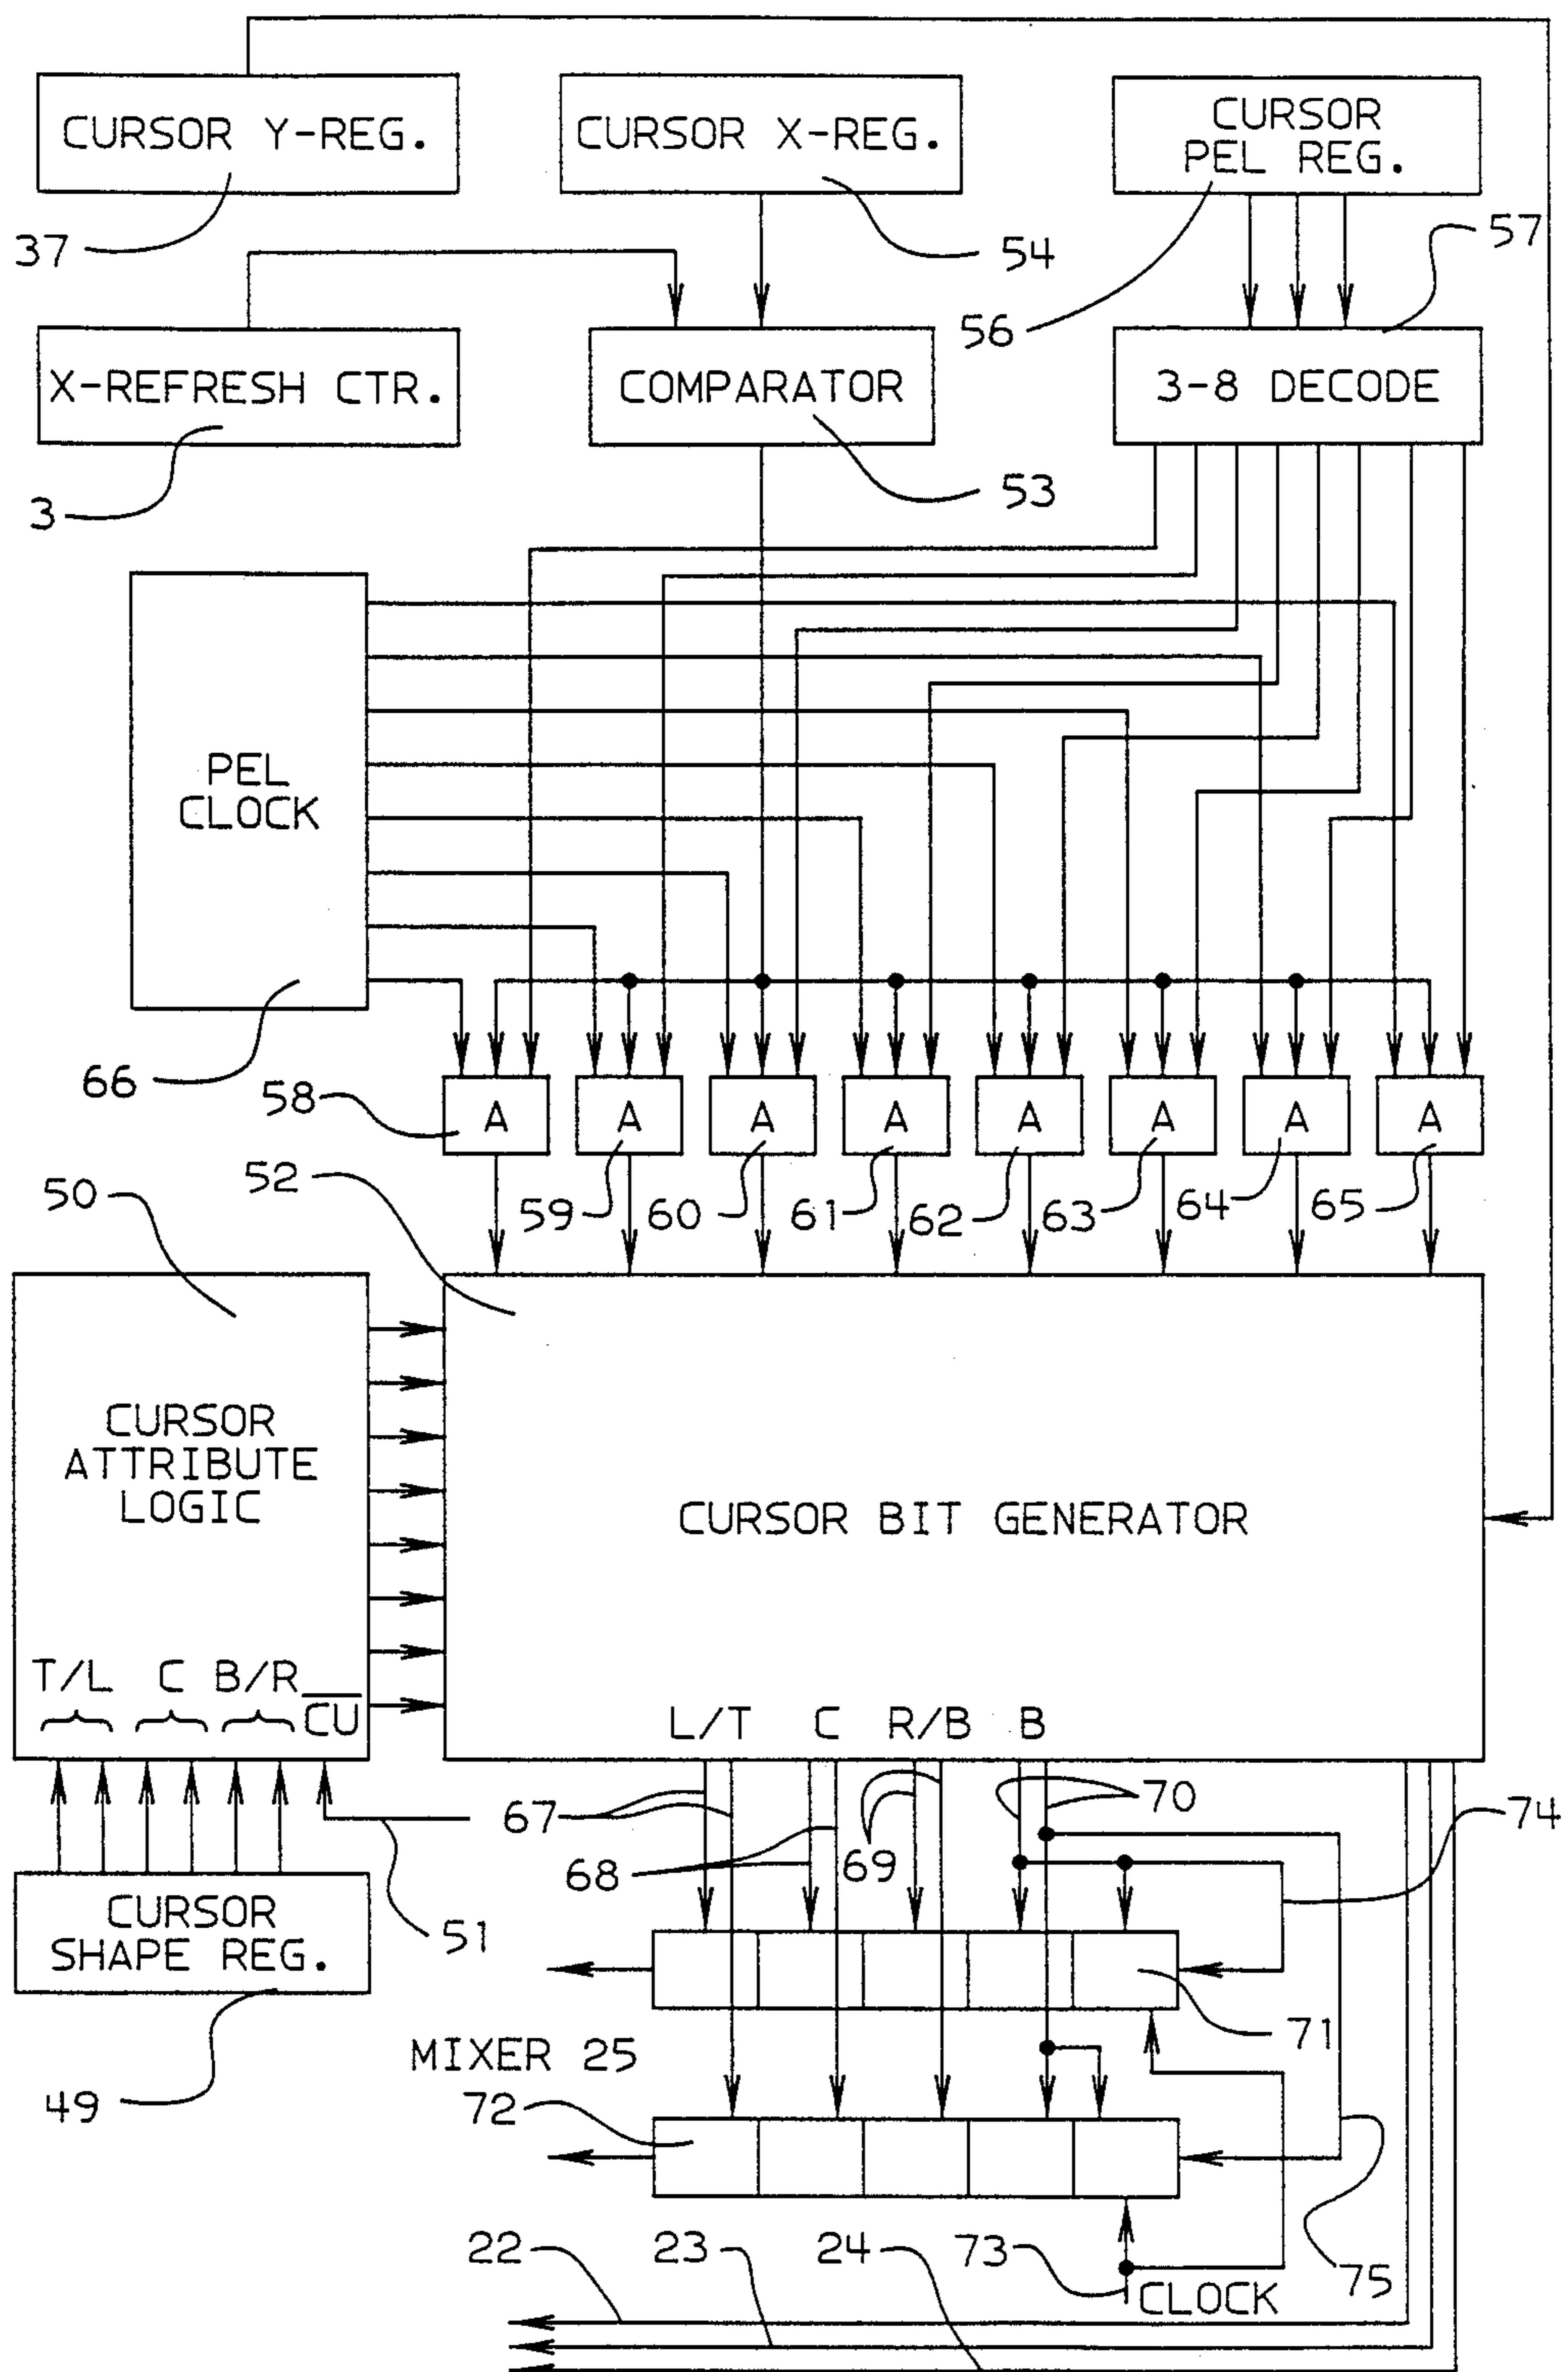 CURSOR Y-REG.
CURSOR X-REG.
CURSOR
PEL REG.
37
54
57
56
X-REFRESH CTR.
COMPARATOR
3-8 DECODE
3
53
PEL
CLOCK
66
58
A A A A A A A A
50
52
59 60 61 62 63 64 65
CURSOR
ATTRIBUTE
LOGIC
CURSOR BIT GENERATOR
T/L C B/R C̅U̅
L/T C R/B B
67
70
74
68
69
CURSOR
SHAPE REG.
51
71
MIXER 25
49
72
22 23 24 73
75
CLOCK